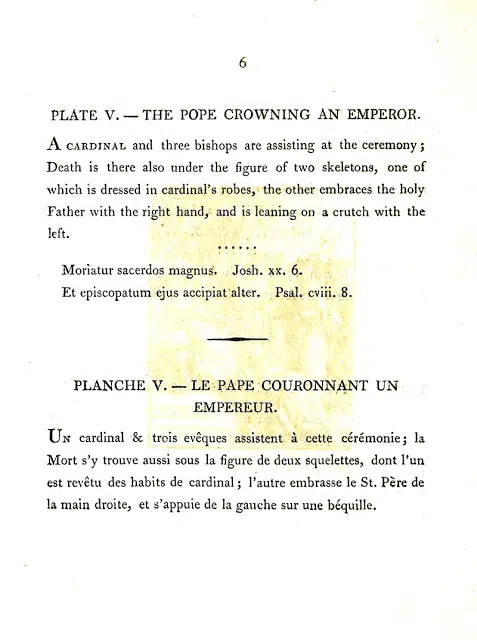 6
PLATE V. — THE POPE CROWNING AN EMPEROR.
A CARDINAL and three bishops are assisting at the ceremony;
Death is there also under the figure of two skeletons, one of
which is dressed in cardinal's robes, the other embraces the holy
Father with the right hand, and is leaning on a crutch with the
left.
Moriatur sacerdos magnus. Josh. xx. 6.
Et episcopatum ejus accipiat alter. Psal. cviii. 8.
PLANCHE V. — LE PAPE COURONNANT UN
EMPEREUR.
UN cardinal & trois evêques assistent à cette cérémonie; la
Mort s'y trouve aussi sous la figure de deux squelettes, dont l'un
est revêtu des habits de cardinal; l'autre embrasse le St. Père de
la main droite, et s'appuie de la gauche sur une béquille.